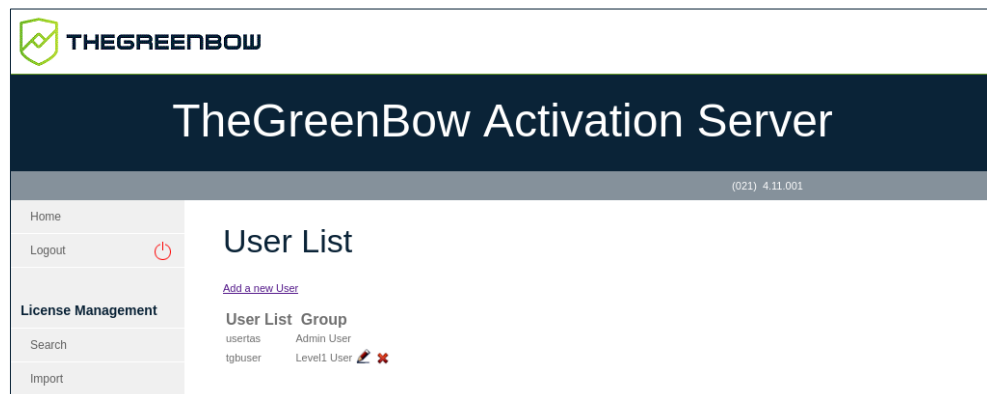 THEGREENBOW
TheGreenBow Activation Server
(021) 4.11.001
Home
Logout
User List
Add a new User
License Management
User List Group
usertas Admin User
Search
tgbuser Level1 User
Import